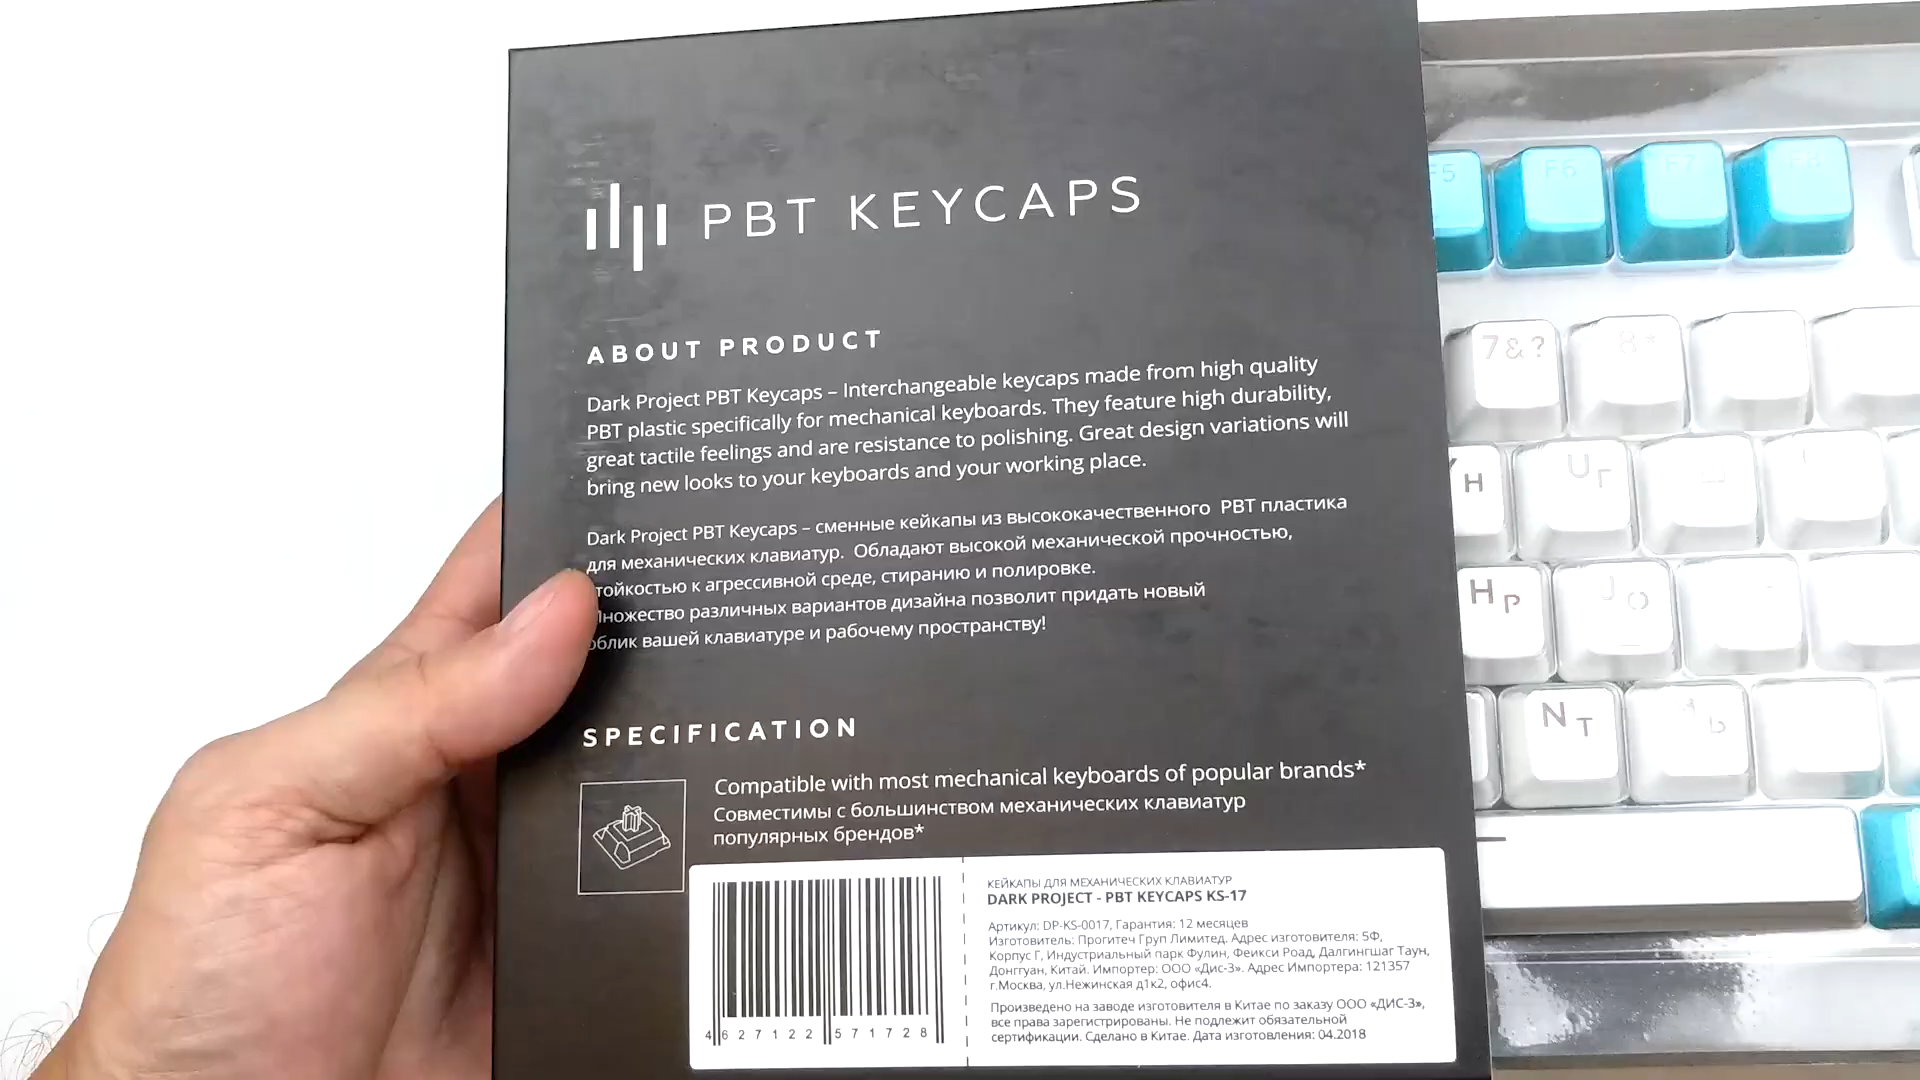 PBT KEYCAPS
ABOUT PRODUCT
Dark Project PBT Keycaps – Interchangeable keycaps made from high quality
PBT plastic specifically for mechanical keyboards. They feature high durability,
great tactile feelings and are resistance to polishing. Great design variations will
bring new looks to your keyboards and your working place.
Dark Project PBT Keycaps – сменные кейкапы из высококачественного PBT пластика
для механических клавиатур. Обладают высокой механической прочностью,
тойкостью к агрессивной среде, стиранию и полировке.
ножество различных вариантов дизайна позволит придать новый
облик вашей клавиатуре и рабочему пространству!
SPECIFICATION
Compatible with most mechanical keyboards of popular brands*
Совместимы с большинством механических клавиатур
популярных брендов*
КЕЙКАПЫ ДЛЯ МЕХАНИЧЕСКИХ КЛАВИАТУР
DARK PROJECT - PBT KEYCAPS KS-17
Артикул: DP-KS-0017, Гарантия: 12 месяцев
Изготовитель: Прогитеч Груп Лимитед. Адрес изготовителя: 5Ф,
Корпус Г, Индустриальный парк Фулин, Феикси Роад, Далингшаг Таун,
Донггуан, Китай. Импортер: ООО «Дис-3». Адрес Импортера: 121357
г.Москва, ул.Нежинская д1к2, офис4.
Произведено на заводе изготовителя в Китае по заказу ООО «ДИС-3»,
все права зарегистрированы. Не подлежит обязательной
сертификации. Сделано в Китае. Дата изготовления: 04.2018
4 627122 571728
F5 F6 F7 F8
7 & ? 8 *
Н U Г
H Р J О
N Т Ь